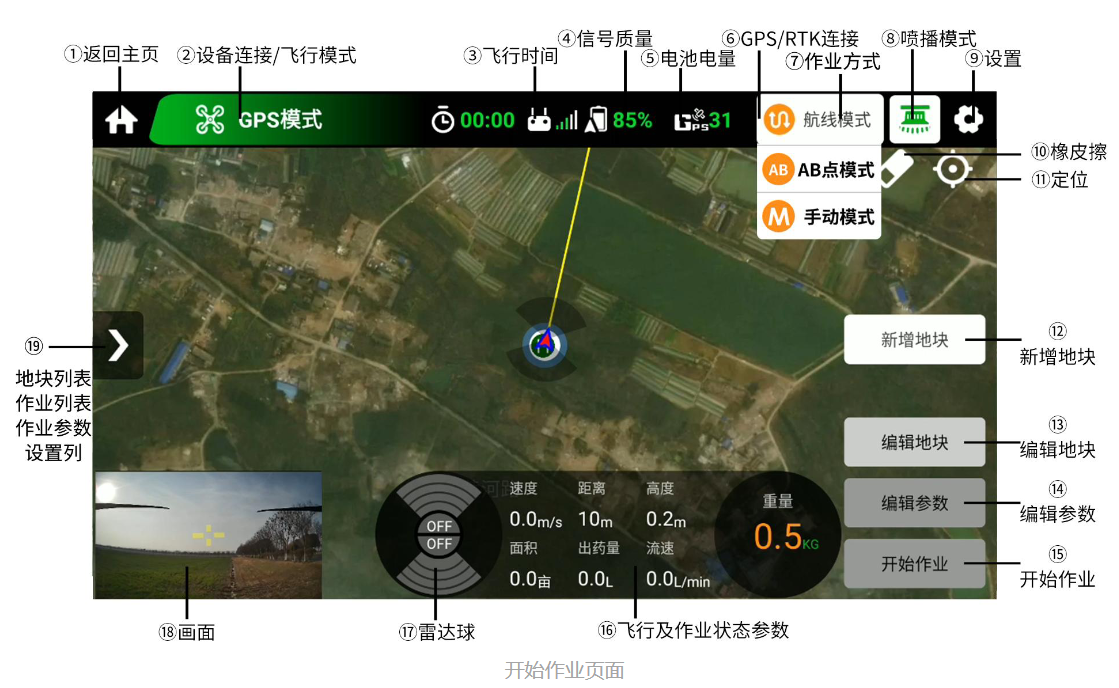 ④信号质量
⑥GPS/RTK连接
⑧喷播模式
①返回主页
②设备连接/飞行模式
③飞行时间
⑤电池电量
⑦作业方式
⑨设置
GPS模式
00:00
85%
GPS
31
航线模式
⑩橡皮擦
AB
AB点模式
⑪定位
M
手动模式
⑲
地块列表
作业列表
作业参数
设置列
新增地块
⑫
新增地块
编辑地块
⑬
编辑地块
编辑参数
⑭
编辑参数
开始作业
⑮
开始作业
OFF
OFF
速度
距离
高度
0.0m/s
10m
0.2m
面积
出药量
流速
0.0亩
0.0L
0.0L/min
重量
0.5KG
⑱画面
⑰雷达球
⑯飞行及作业状态参数
开始作业页面